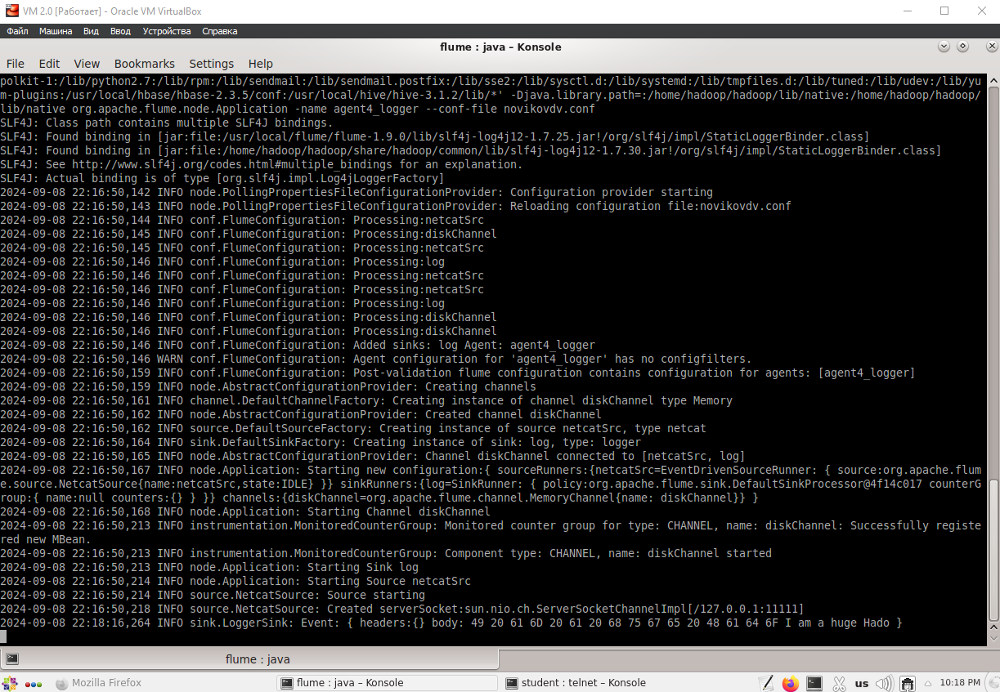 VM 2.0 [Работает] - Oracle VM VirtualBox
Файл Машина Вид Ввод Устройства Справка
flume : java – Konsole
File Edit View Bookmarks Settings Help
polkit-1:/lib/python2.7:/lib/rpm:/lib/sendmail:/lib/sendmail.postfix:/lib/sse2:/lib/sysctl.d:/lib/systemd:/lib/tmpfiles.d:/lib/tuned:/lib/udev:/lib/yu
m-plugins:/usr/local/hbase/hbase-2.3.5/conf:/usr/local/hive/hive-3.1.2/lib/*' -Djava.library.path=:/home/hadoop/hadoop/lib/native:/home/hadoop/hadoop/
lib/native org.apache.flume.node.Application -name agent4_logger --conf-file novikovdv.conf
SLF4J: Class path contains multiple SLF4J bindings.
SLF4J: Found binding in [jar:file:/usr/local/flume/flume-1.9.0/lib/slf4j-log4j12-1.7.25.jar!/org/slf4j/impl/StaticLoggerBinder.class]
SLF4J: Found binding in [jar:file:/home/hadoop/hadoop/share/hadoop/common/lib/slf4j-log4j12-1.7.30.jar!/org/slf4j/impl/StaticLoggerBinder.class]
SLF4J: See http://www.slf4j.org/codes.html#multiple_bindings for an explanation.
SLF4J: Actual binding is of type [org.slf4j.impl.Log4jLoggerFactory]
2024-09-08 22:16:50,142 INFO node.PollingPropertiesFileConfigurationProvider: Configuration provider starting
2024-09-08 22:16:50,143 INFO node.PollingPropertiesFileConfigurationProvider: Reloading configuration file:novikovdv.conf
2024-09-08 22:16:50,144 INFO conf.FlumeConfiguration: Processing:netcatSrc
2024-09-08 22:16:50,145 INFO conf.FlumeConfiguration: Processing:diskChannel
2024-09-08 22:16:50,145 INFO conf.FlumeConfiguration: Processing:netcatSrc
2024-09-08 22:16:50,146 INFO conf.FlumeConfiguration: Processing:log
2024-09-08 22:16:50,146 INFO conf.FlumeConfiguration: Processing:netcatSrc
2024-09-08 22:16:50,146 INFO conf.FlumeConfiguration: Processing:netcatSrc
2024-09-08 22:16:50,146 INFO conf.FlumeConfiguration: Processing:log
2024-09-08 22:16:50,146 INFO conf.FlumeConfiguration: Processing:diskChannel
2024-09-08 22:16:50,146 INFO conf.FlumeConfiguration: Processing:diskChannel
2024-09-08 22:16:50,146 INFO conf.FlumeConfiguration: Added sinks: log Agent: agent4_logger
2024-09-08 22:16:50,146 WARN conf.FlumeConfiguration: Agent configuration for 'agent4_logger' has no configfilters.
2024-09-08 22:16:50,159 INFO conf.FlumeConfiguration: Post-validation flume configuration contains configuration for agents: [agent4_logger]
2024-09-08 22:16:50,159 INFO node.AbstractConfigurationProvider: Creating channels
2024-09-08 22:16:50,161 INFO channel.DefaultChannelFactory: Creating instance of channel diskChannel type Memory
2024-09-08 22:16:50,162 INFO node.AbstractConfigurationProvider: Created channel diskChannel
2024-09-08 22:16:50,162 INFO source.DefaultSourceFactory: Creating instance of source netcatSrc, type netcat
2024-09-08 22:16:50,164 INFO sink.DefaultSinkFactory: Creating instance of sink: log, type: logger
2024-09-08 22:16:50,165 INFO node.AbstractConfigurationProvider: Channel diskChannel connected to [netcatSrc, log]
2024-09-08 22:16:50,167 INFO node.Application: Starting new configuration:{ sourceRunners:{netcatSrc=EventDrivenSourceRunner: { source:org.apache.flum
e.source.NetcatSource{name:netcatSrc,state:IDLE} }} sinkRunners:{log=SinkRunner: { policy:org.apache.flume.sink.DefaultSinkProcessor@4f14c017 counterG
roup:{ name:null counters:{} } }} channels:{diskChannel=org.apache.flume.channel.MemoryChannel{name: diskChannel}} }
2024-09-08 22:16:50,168 INFO node.Application: Starting Channel diskChannel
2024-09-08 22:16:50,213 INFO instrumentation.MonitoredCounterGroup: Monitored counter group for type: CHANNEL, name: diskChannel: Successfully registe
red new MBean.
2024-09-08 22:16:50,213 INFO instrumentation.MonitoredCounterGroup: Component type: CHANNEL, name: diskChannel started
2024-09-08 22:16:50,213 INFO node.Application: Starting Sink log
2024-09-08 22:16:50,214 INFO node.Application: Starting Source netcatSrc
2024-09-08 22:16:50,214 INFO source.NetcatSource: Source starting
2024-09-08 22:16:50,218 INFO source.NetcatSource: Created serverSocket:sun.nio.ch.ServerSocketChannelImpl[/127.0.0.1:11111]
2024-09-08 22:18:16,264 INFO sink.LoggerSink: Event: { headers:{} body: 49 20 61 6D 20 61 20 68 75 67 65 20 48 61 64 6F I am a huge Hado }
flume : java
Mozilla Firefox flume : java – Konsole student : telnet – Konsole us 10:18 PM